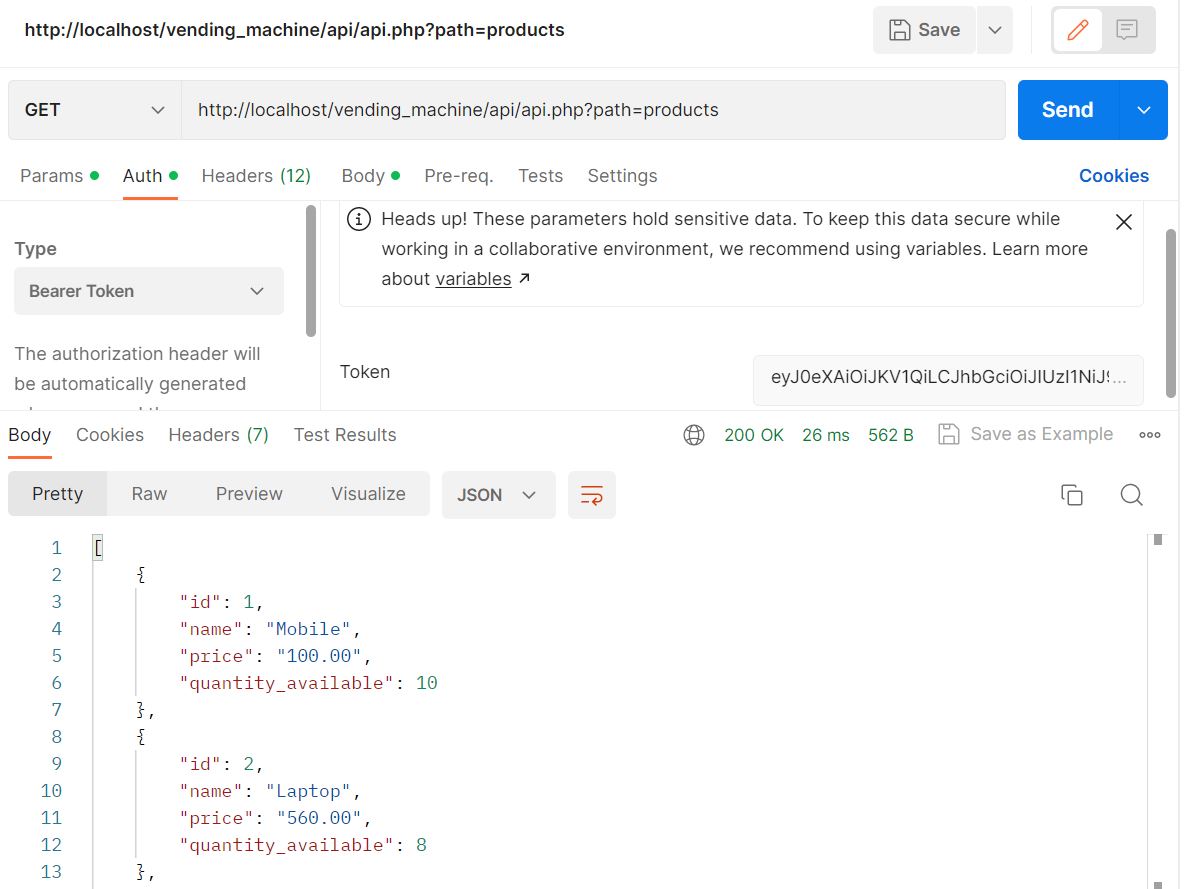 http://localhost/vending_machine/api/api.php?path=products
Save
GET
http://localhost/vending_machine/api/api.php?path=products
Send
Params
Auth
Headers (12)
Body
Pre-req.
Tests
Settings
Cookies
Type
Bearer Token
The authorization header will
be automatically generated
Heads up! These parameters hold sensitive data. To keep this data secure while
working in a collaborative environment, we recommend using variables. Learn more
about variables ↗
Token
eyJ0eXAiOiJKV1QiLCJhbGciOiJIUzI1NiJ9...
Body
Cookies
Headers (7)
Test Results
200 OK
26 ms
562 B
Save as Example
Pretty
Raw
Preview
Visualize
JSON
1 [
2 {
3 "id": 1,
4 "name": "Mobile",
5 "price": "100.00",
6 "quantity_available": 10
7 },
8 {
9 "id": 2,
10 "name": "Laptop",
11 "price": "560.00",
12 "quantity_available": 8
13 },